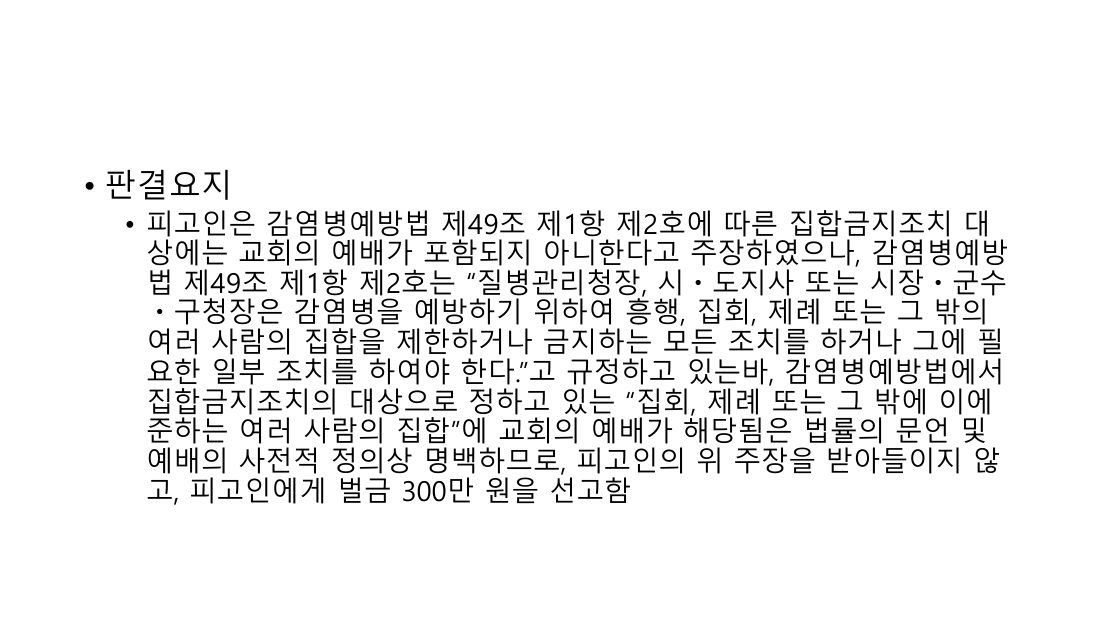 • 판결요지
• 피고인은 감염병예방법 제49조 제1항 제2호에 따른 집합금지조치 대
상에는 교회의 예배가 포함되지 아니한다고 주장하였으나, 감염병예방
법 제49조 제1항 제2호는 “질병관리청장, 시·도지사 또는 시장·군수
·구청장은 감염병을 예방하기 위하여 흥행, 집회, 제례 또는 그 밖의
여러 사람의 집합을 제한하거나 금지하는 모든 조치를 하거나 그에 필
요한 일부 조치를 하여야 한다.”고 규정하고 있는바, 감염병예방법에서
집합금지조치의 대상으로 정하고 있는 “집회, 제례 또는 그 밖에 이에
준하는 여러 사람의 집합”에 교회의 예배가 해당됨은 법률의 문언 및
예배의 사전적 정의상 명백하므로, 피고인의 위 주장을 받아들이지 않
고, 피고인에게 벌금 300만 원을 선고함